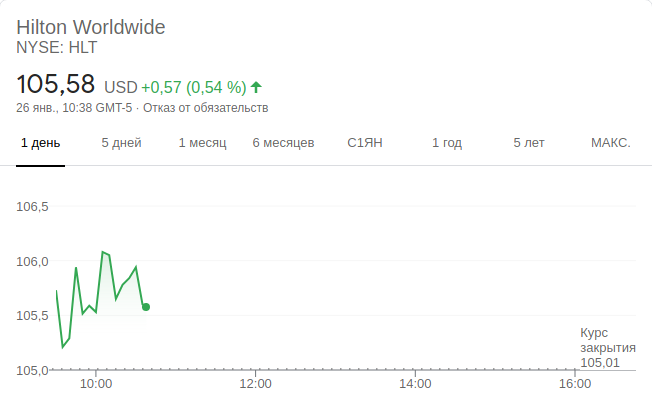 Hilton Worldwide
NYSE: HLT
105,58 USD +0,57 (0,54 %)
26 янв., 10:38 GMT-5 · Отказ от обязательств
1 день 5 дней 1 месяц 6 месяцев С1ЯН 1 год 5 лет МАКС.
106,5
106,0
105,5
Курс
закрытия
105,01
105,0
10:00 12:00 14:00 16:00